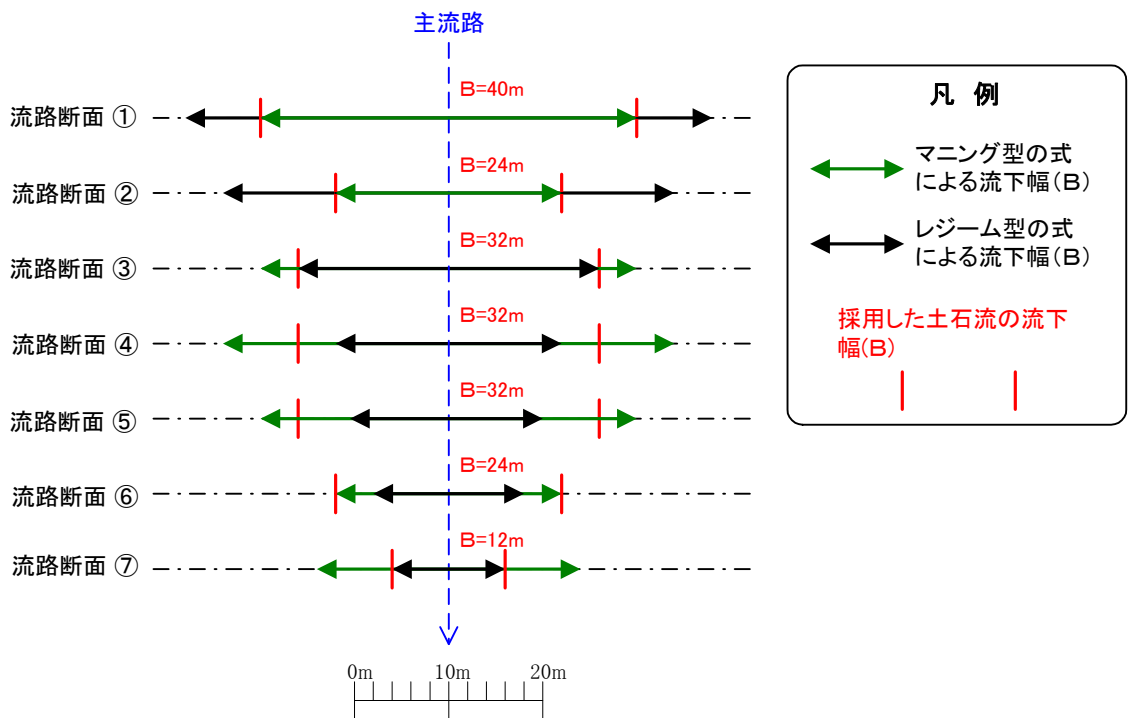 主流路
流路断面 ① B=40m
流路断面 ② B=24m
流路断面 ③ B=32m
流路断面 ④ B=32m
流路断面 ⑤ B=32m
流路断面 ⑥ B=24m
流路断面 ⑦ B=12m
0m 10m 20m
凡 例
マニング型の式
による流下幅(B)
レジーム型の式
による流下幅(B)
採用した土石流の流下
幅(B)